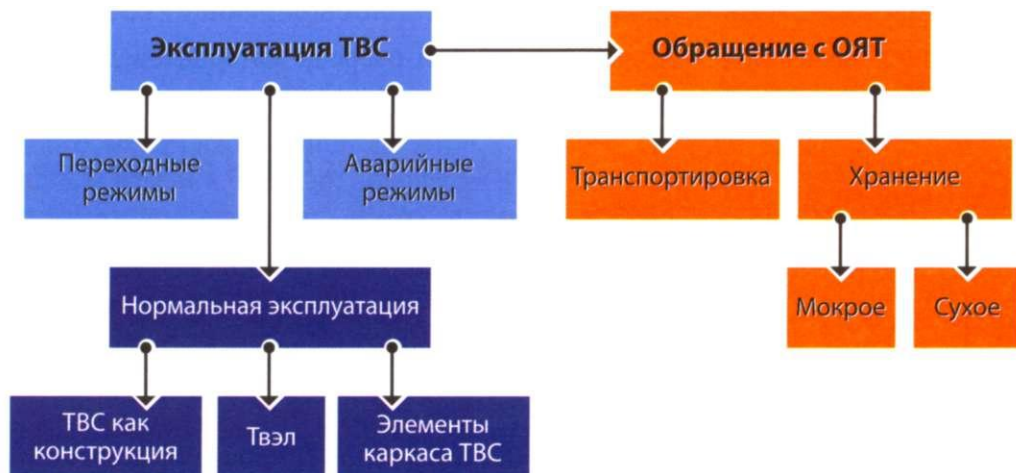 Эксплуатация ТВС
Обращение с ОЯТ
Переходные
режимы
Аварийные
режимы
Транспортировка
Хранение
Нормальная эксплуатация
Мокрое
Сухое
ТВС как
конструкция
Твэл
Элементы
каркаса ТВС